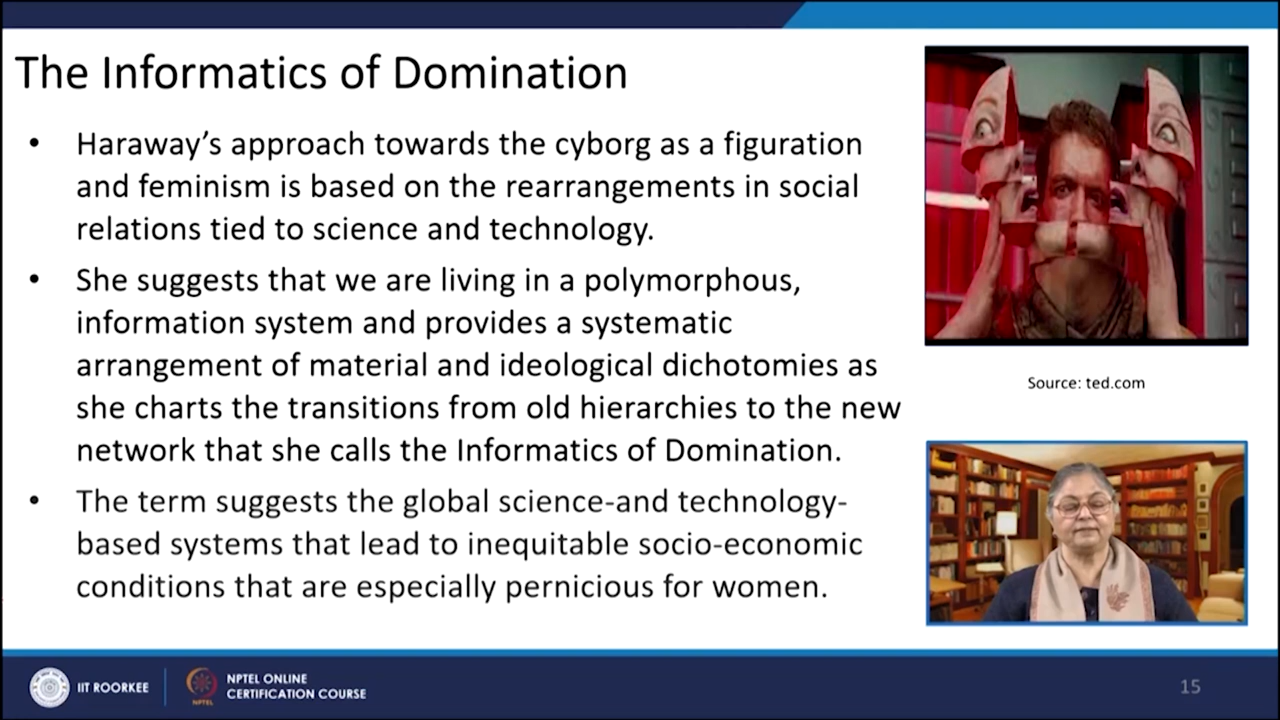 The Informatics of Domination
• Haraway's approach towards the cyborg as a figuration
and feminism is based on the rearrangements in social
relations tied to science and technology.
• She suggests that we are living in a polymorphous,
information system and provides a systematic
arrangement of material and ideological dichotomies as
she charts the transitions from old hierarchies to the new
network that she calls the Informatics of Domination.
• The term suggests the global science-and technology-
based systems that lead to inequitable socio-economic
conditions that are especially pernicious for women.
Source: ted.com
IIT ROORKEE
NPTEL
NPTEL ONLINE
CERTIFICATION COURSE
15